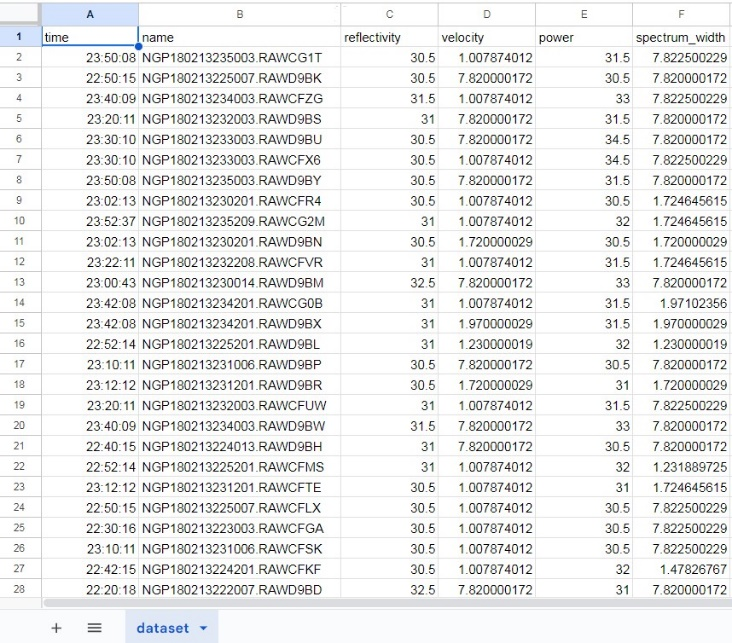 A B C D E F
1 time name reflectivity velocity power spectrum_width
2 23:50:08 NGP180213235003.RAWCG1T 30.5 1.007874012 31.5 7.822500229
3 22:50:15 NGP180213225007.RAWD9BK 30.5 7.820000172 30.5 7.820000172
4 23:40:09 NGP180213234003.RAWCFZG 31.5 1.007874012 33 7.822500229
5 23:20:11 NGP180213232003.RAWD9BS 31 7.820000172 31.5 7.820000172
6 23:30:10 NGP180213233003.RAWD9BU 30.5 7.820000172 34.5 7.820000172
7 23:30:10 NGP180213233003.RAWCFX6 30.5 1.007874012 34.5 7.822500229
8 23:50:08 NGP180213235003.RAWD9BY 30.5 7.820000172 31.5 7.820000172
9 23:02:13 NGP180213230201.RAWCFR4 30.5 1.007874012 30.5 1.724645615
10 23:52:37 NGP180213235209.RAWCG2M 31 1.007874012 32 1.724645615
11 23:02:13 NGP180213230201.RAWD9BN 30.5 1.720000029 30.5 1.720000029
12 23:22:11 NGP180213232208.RAWCFVR 31 1.007874012 31.5 1.724645615
13 23:00:43 NGP180213230014.RAWD9BM 32.5 7.820000172 33 7.820000172
14 23:42:08 NGP180213234201.RAWCG0B 31 1.007874012 31.5 1.97102356
15 23:42:08 NGP180213234201.RAWD9BX 31 1.970000029 31.5 1.970000029
16 22:52:14 NGP180213225201.RAWD9BL 31 1.230000019 32 1.230000019
17 23:10:11 NGP180213231006.RAWD9BP 30.5 7.820000172 30.5 7.820000172
18 23:12:12 NGP180213231201.RAWD9BR 30.5 1.720000029 31 1.720000029
19 23:20:11 NGP180213232003.RAWCFUW 31 1.007874012 31.5 7.822500229
20 23:40:09 NGP180213234003.RAWD9BW 31.5 7.820000172 33 7.820000172
21 22:40:15 NGP180213224013.RAWD9BH 31 7.820000172 30.5 7.820000172
22 22:52:14 NGP180213225201.RAWCFMS 31 1.007874012 32 1.231889725
23 23:12:12 NGP180213231201.RAWCFTE 30.5 1.007874012 31 1.724645615
24 22:50:15 NGP180213225007.RAWCFLX 30.5 1.007874012 30.5 7.822500229
25 22:30:16 NGP180213223003.RAWCFGA 30.5 1.007874012 30.5 7.822500229
26 23:10:11 NGP180213231006.RAWCFSK 30.5 1.007874012 30.5 7.822500229
27 22:42:15 NGP180213224201.RAWCFKF 30.5 1.007874012 32 1.47826767
28 22:20:18 NGP180213222007.RAWD9BD 32.5 7.820000172 31 7.820000172
dataset